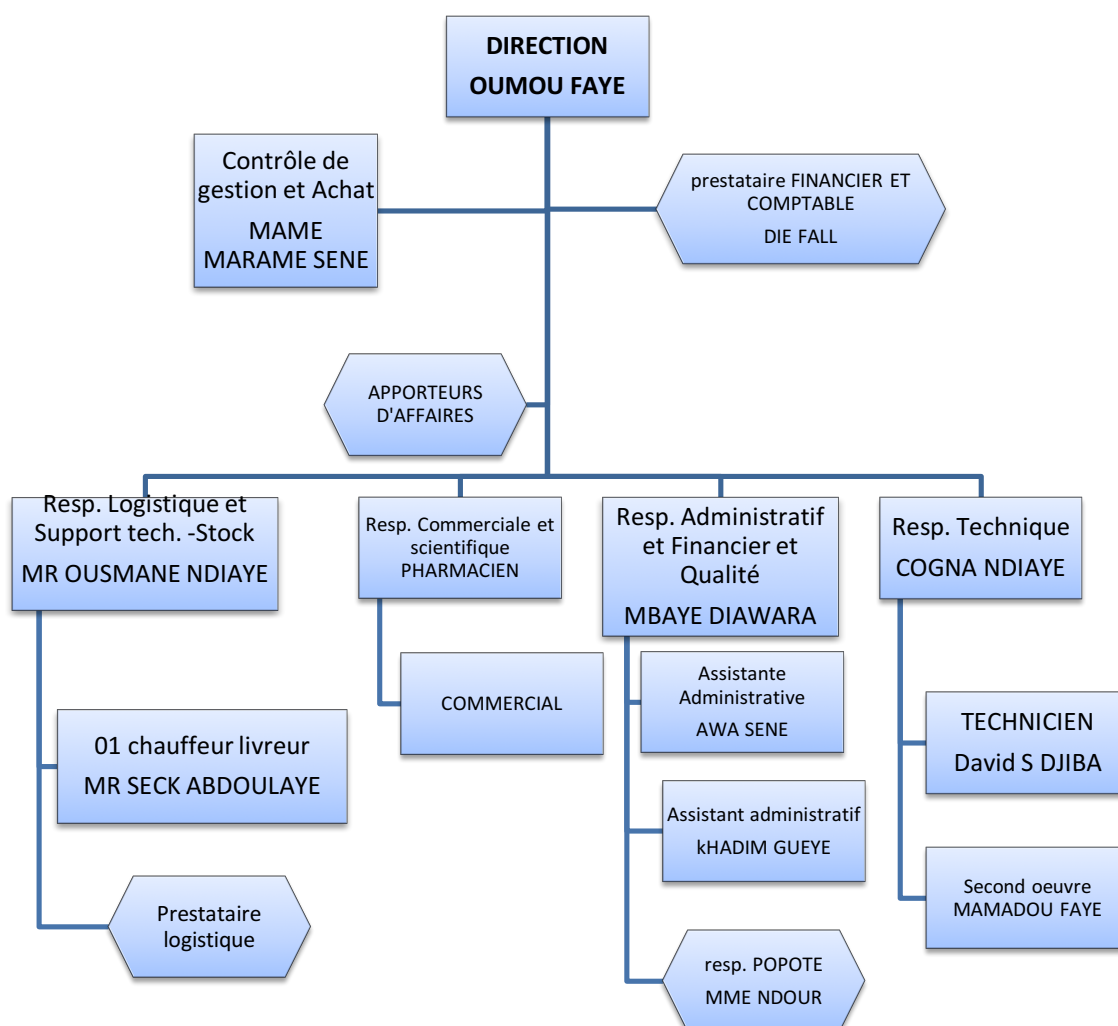 DIRECTION
OUMOU FAYE
Contrôle de
gestion et Achat
MAME
MARAME SENE
prestataire FINANCIER ET
COMPTABLE
DIE FALL
APPORTEURS
D'AFFAIRES
Resp. Logistique et
Support tech. -Stock
MR OUSMANE NDIAYE
Resp. Commerciale et
scientifique
PHARMACIEN
Resp. Administratif
et Financier et
Qualité
MBAYE DIAWARA
Resp. Technique
COGNA NDIAYE
01 chauffeur livreur
MR SECK ABDOULAYE
Prestataire
logistique
COMMERCIAL
Assistante
Administrative
AWA SENE
Assistant administratif
kHADIM GUEYE
resp. POPOTE
MME NDOUR
TECHNICIEN
David S DJIBA
Second oeuvre
MAMADOU FAYE